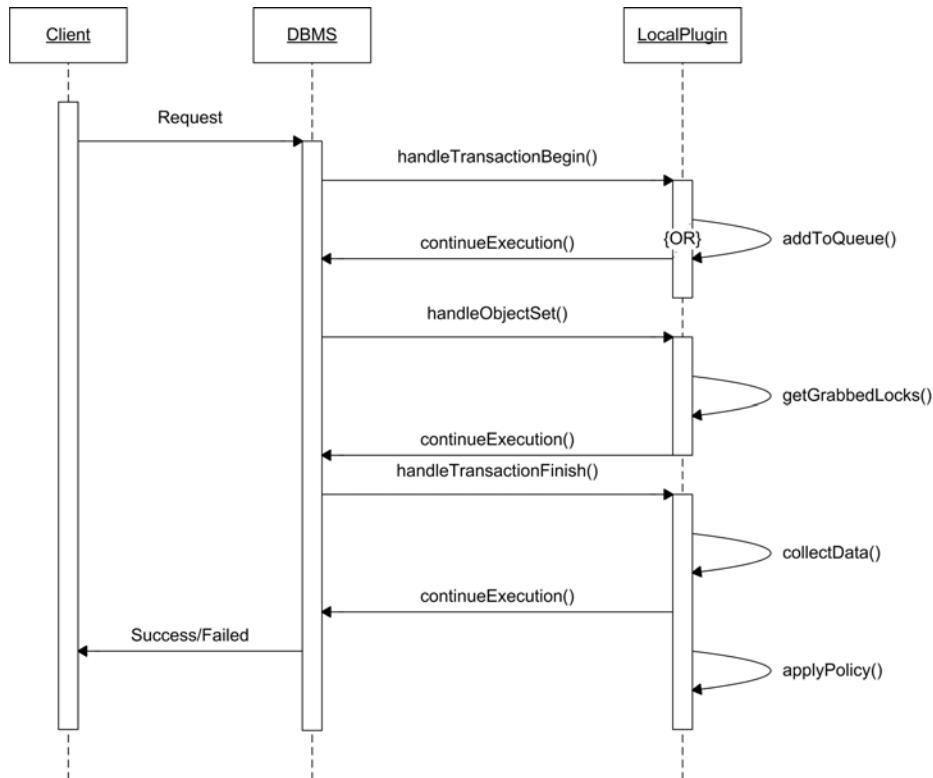 Client
DBMS
LocalPlugin
Request
handleTransactionBegin()
{OR}
addToQueue()
continueExecution()
handleObjectSet()
getGrabbedLocks()
continueExecution()
handleTransactionFinish()
collectData()
continueExecution()
Success/Failed
applyPolicy()